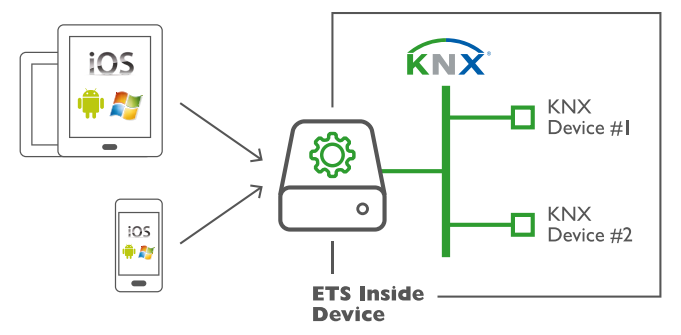 iOS
KNX®
KNX
Device #1
iOS
KNX
Device #2
ETS Inside
Device